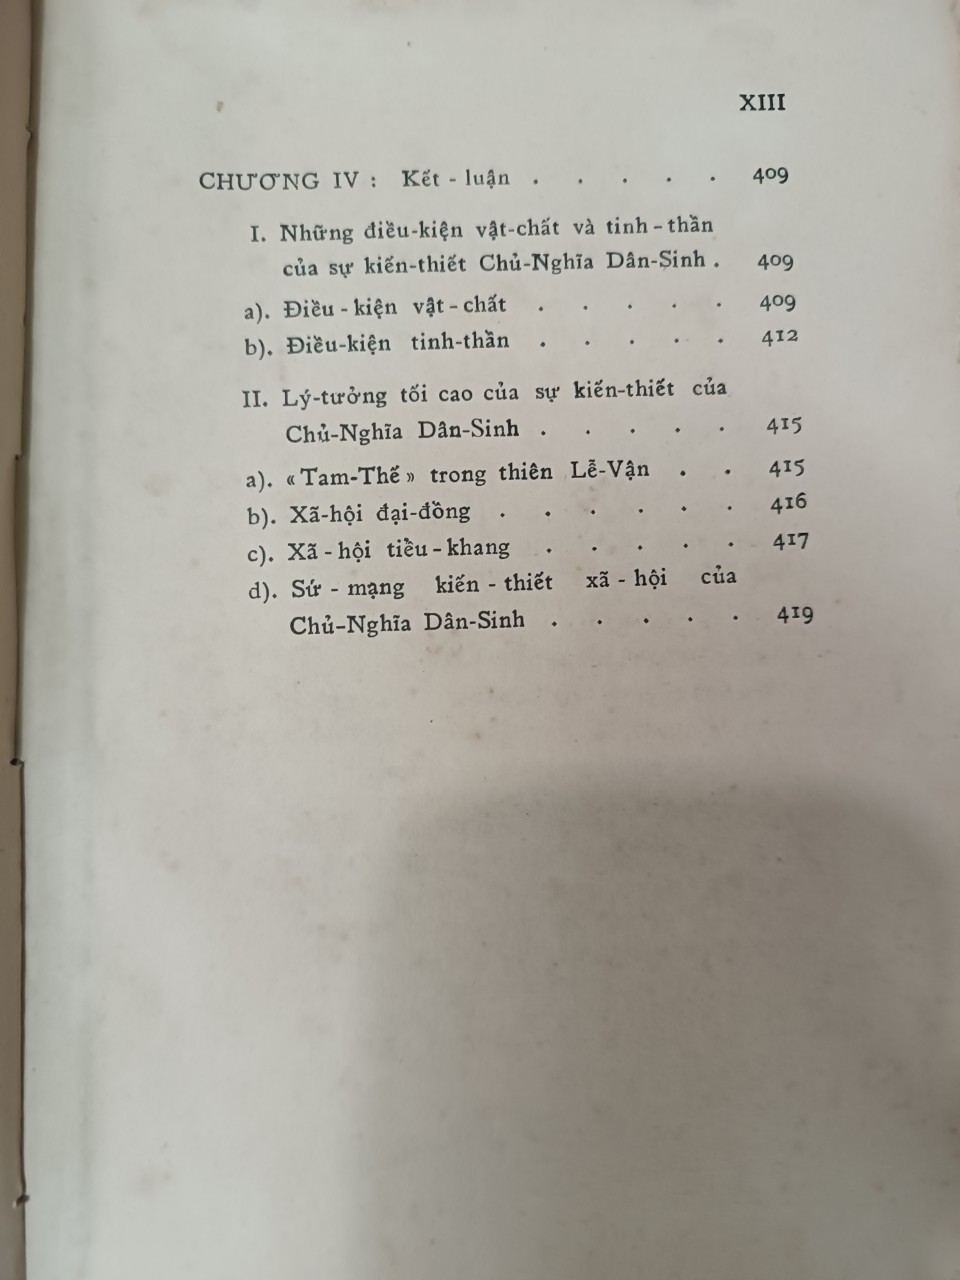 XIII
CHƯƠNG IV : Kết - luận . . . . . 409
I. Những điều-kiện vật-chất và tinh - thần
của sự kiến-thiết Chủ-Nghĩa Dân-Sinh . 409
a). Điều - kiện vật - chất . . . . . 409
b). Điều-kiện tinh-thần . . . . . 412
II. Lý-tưởng tối cao của sự kiến-thiết của
Chủ-Nghĩa Dân-Sinh . . . . . 415
a). « Tam-Thế » trong thiên Lễ-Vận . . 415
b). Xã-hội đại-đồng . . . . . . 416
c). Xã - hội tiểu - khang . . . . . 417
d). Sứ - mạng kiến - thiết xã - hội của
Chủ-Nghĩa Dân-Sinh . . . . . 419